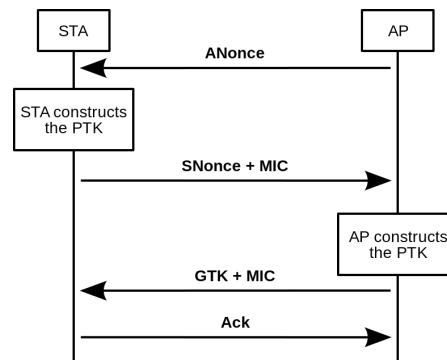 STA
AP
ANonce
STA constructs
the PTK
SNonce + MIC
AP constructs
the PTK
GTK + MIC
Ack